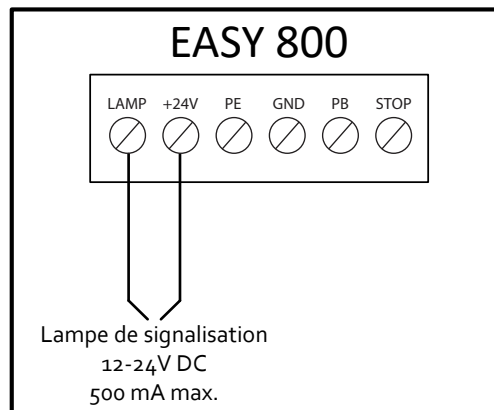 EASY 800
LAMP +24V PE GND PB STOP
Lampe de signalisation
12-24V DC
500 mA max.